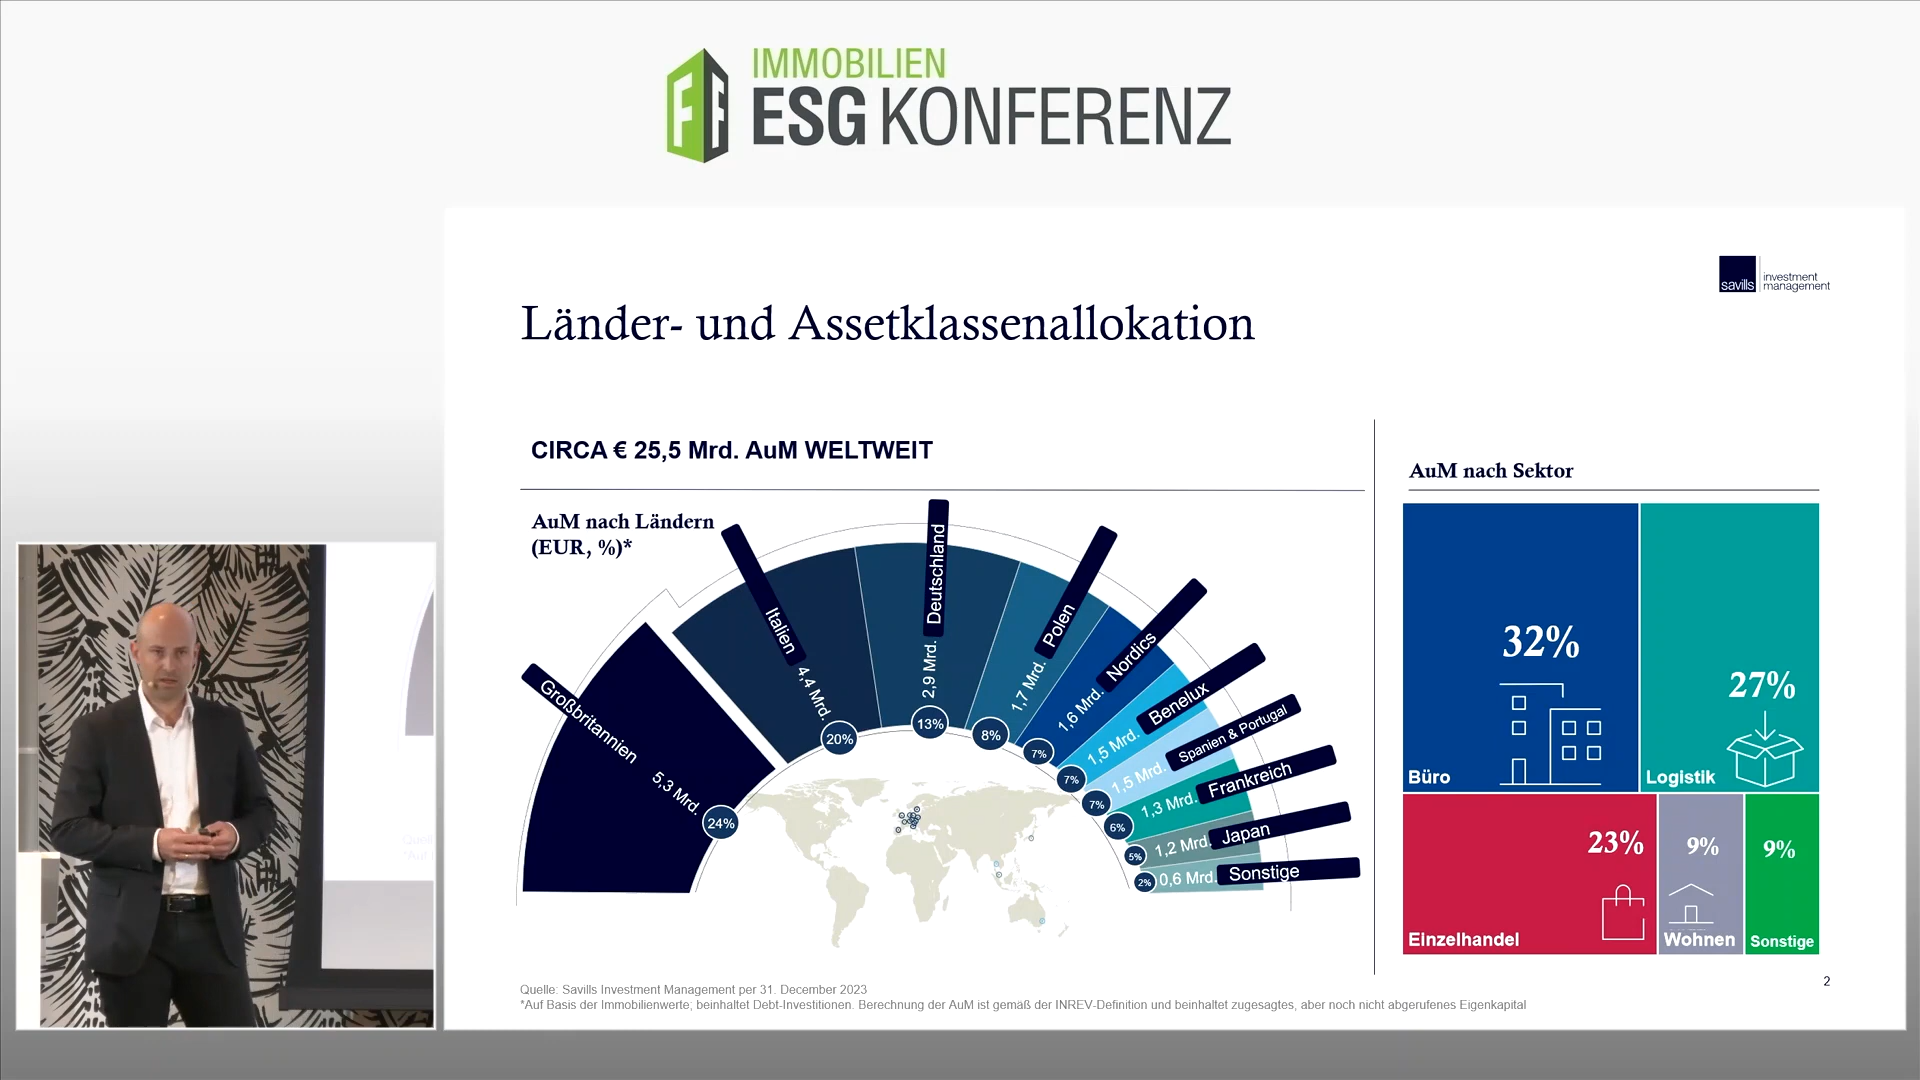 IMMOBILIEN
ESG KONFERENZ
savills
investment
management
Länder- und Assetklassenallokation
CIRCA € 25,5 Mrd. AuM WELTWEIT
AuM nach Ländern
(EUR, %)*
Großbritannien 5,3 Mrd. 24%
Italien 4,4 Mrd. 20%
Deutschland 2,9 Mrd. 13%
Polen 1,7 Mrd. 8%
Nordics 1,6 Mrd. 7%
Benelux 1,5 Mrd. 7%
Spanien & Portugal 1,5 Mrd. 7%
Frankreich 1,3 Mrd. 6%
Japan 1,2 Mrd. 5%
Sonstige 0,6 Mrd. 2%
AuM nach Sektor
32%
Büro
27%
Logistik
23%
Einzelhandel
9%
Wohnen
9%
Sonstige
Quelle: Savills Investment Management per 31. December 2023
*Auf Basis der Immobilienwerte; beinhaltet Debt-Investitionen. Berechnung der AuM ist gemäß der INREV-Definition und beinhaltet zugesagtes, aber noch nicht abgerufenes Eigenkapital
2